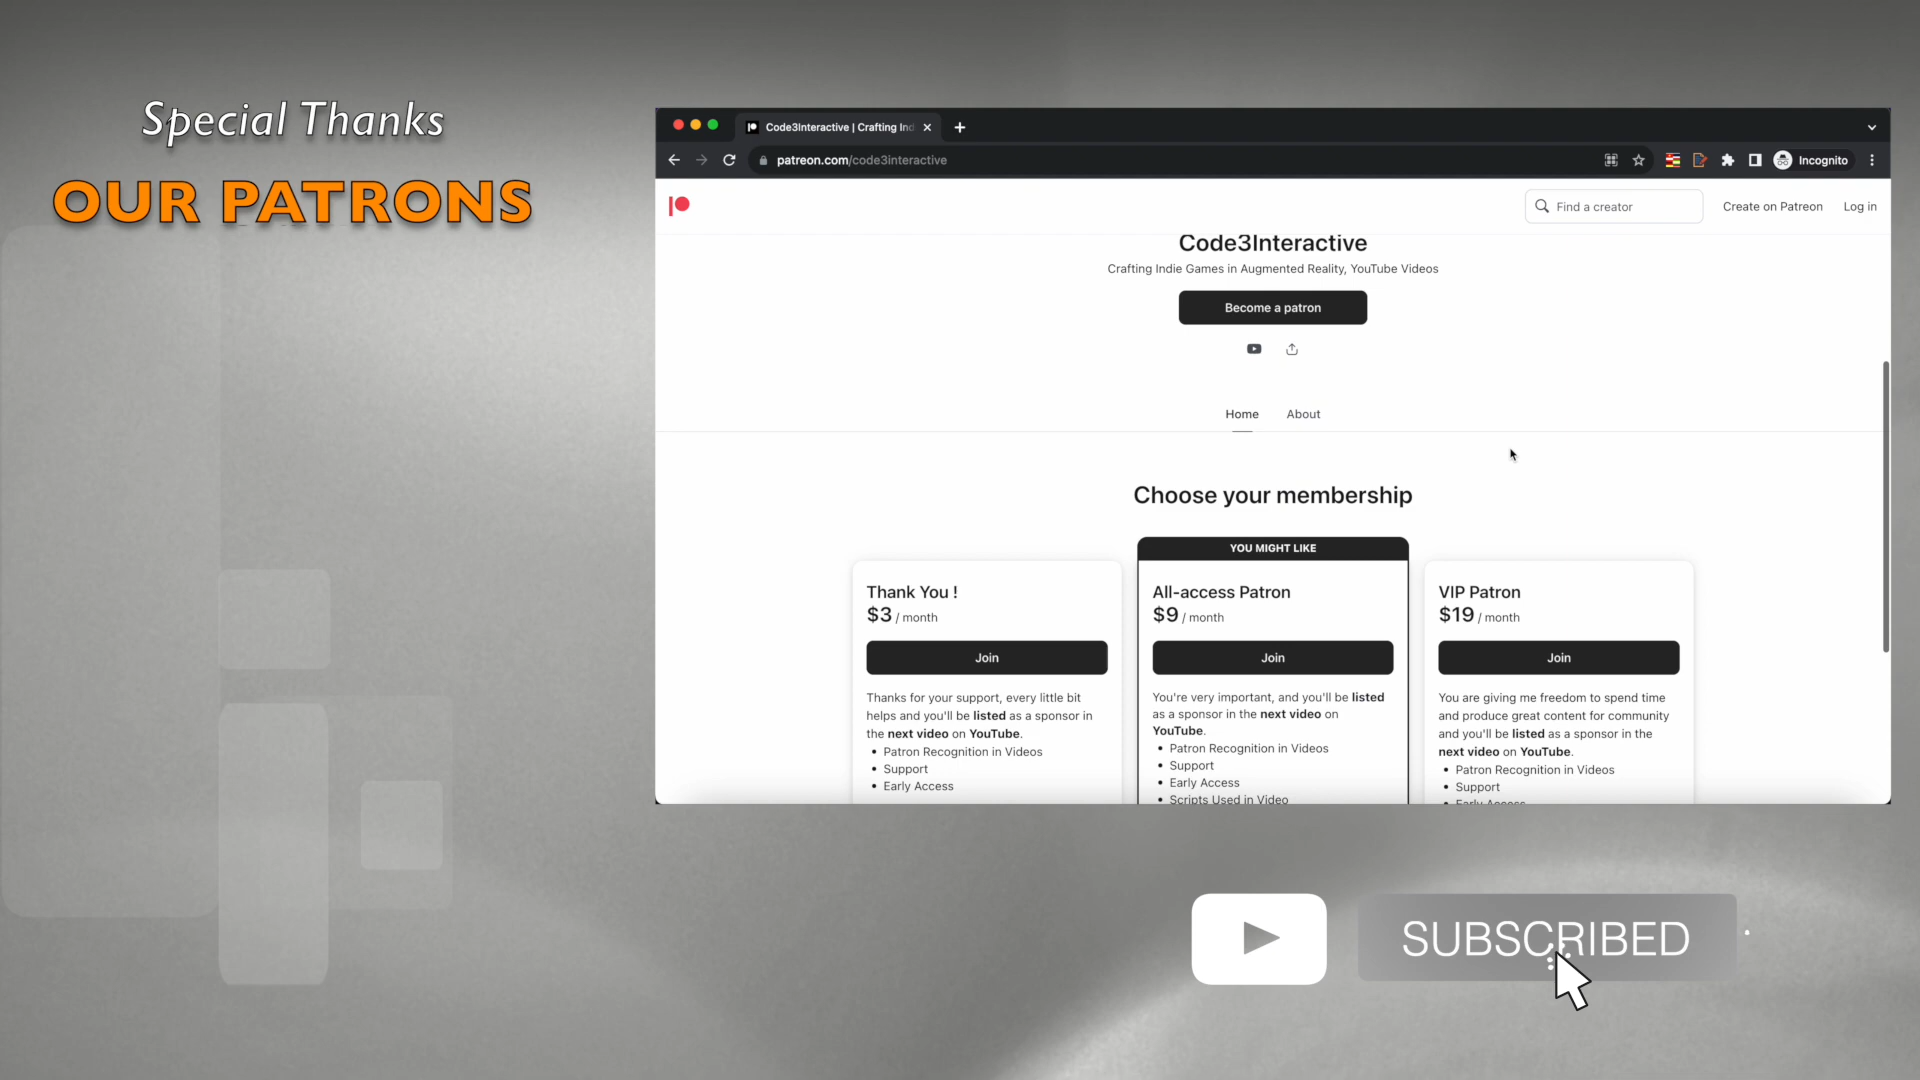 Special Thanks
OUR PATRONS
Code3Interactive | Crafting Ind
patreon.com/code3interactive
Incognito
Find a creator
Create on Patreon
Log in
Code3Interactive
Crafting Indie Games in Augmented Reality, YouTube Videos
Become a patron
Home
About
Choose your membership
Thank You !
$3 / month
Join
Thanks for your support, every little bit
helps and you'll be listed as a sponsor in
the next video on YouTube.
• Patron Recognition in Videos
• Support
• Early Access
YOU MIGHT LIKE
All-access Patron
$9 / month
Join
You're very important, and you'll be listed
as a sponsor in the next video on
YouTube.
• Patron Recognition in Videos
• Support
• Early Access
• Scripts Used in Video
VIP Patron
$19 / month
Join
You are giving me freedom to spend time
and produce great content for community
and you'll be listed as a sponsor in the
next video on YouTube.
• Patron Recognition in Videos
• Support
• Early Access
SUBSCRIBED